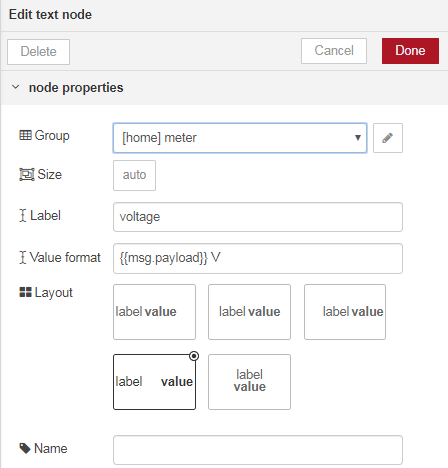 Edit text node
Delete
Cancel
Done
node properties
Group
[home] meter
Size
auto
Label
voltage
Value format
{{msg.payload}} V
Layout
label value
label value
label value
label value
label
value
Name